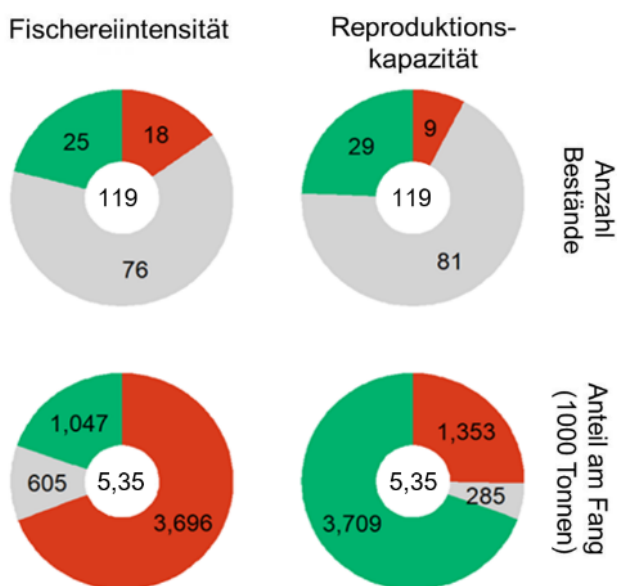 Fischereiintensität
Reproduktions-
kapazität
25
18
119
76
29
9
119
81
Anzahl
Bestände
1,047
605
5,35
3,696
1,353
285
5,35
3,709
Anteil am Fang
(1000 Tonnen)